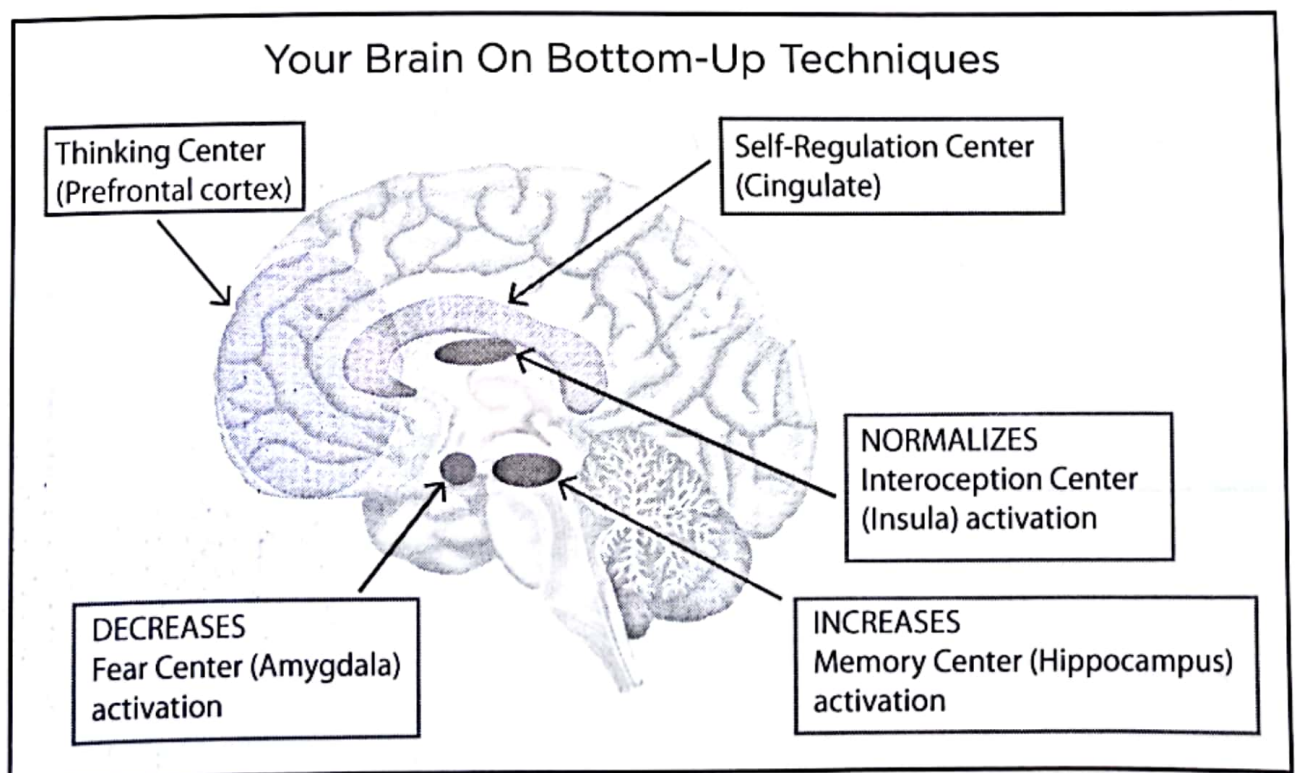 Your Brain On Bottom-Up Techniques
Thinking Center
(Prefrontal cortex)
Self-Regulation Center
(Cingulate)
NORMALIZES
Interoception Center
(Insula) activation
DECREASES
Fear Center (Amygdala)
activation
INCREASES
Memory Center (Hippocampus)
activation